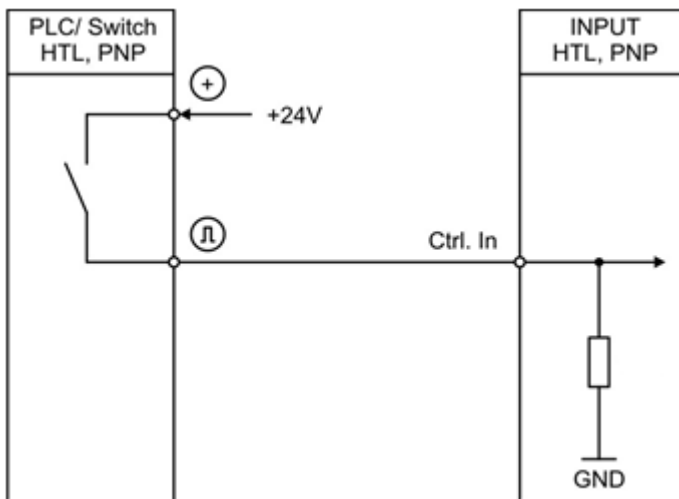 PLC/ Switch
HTL, PNP
INPUT
HTL, PNP
+
+24V
Ctrl. In
GND